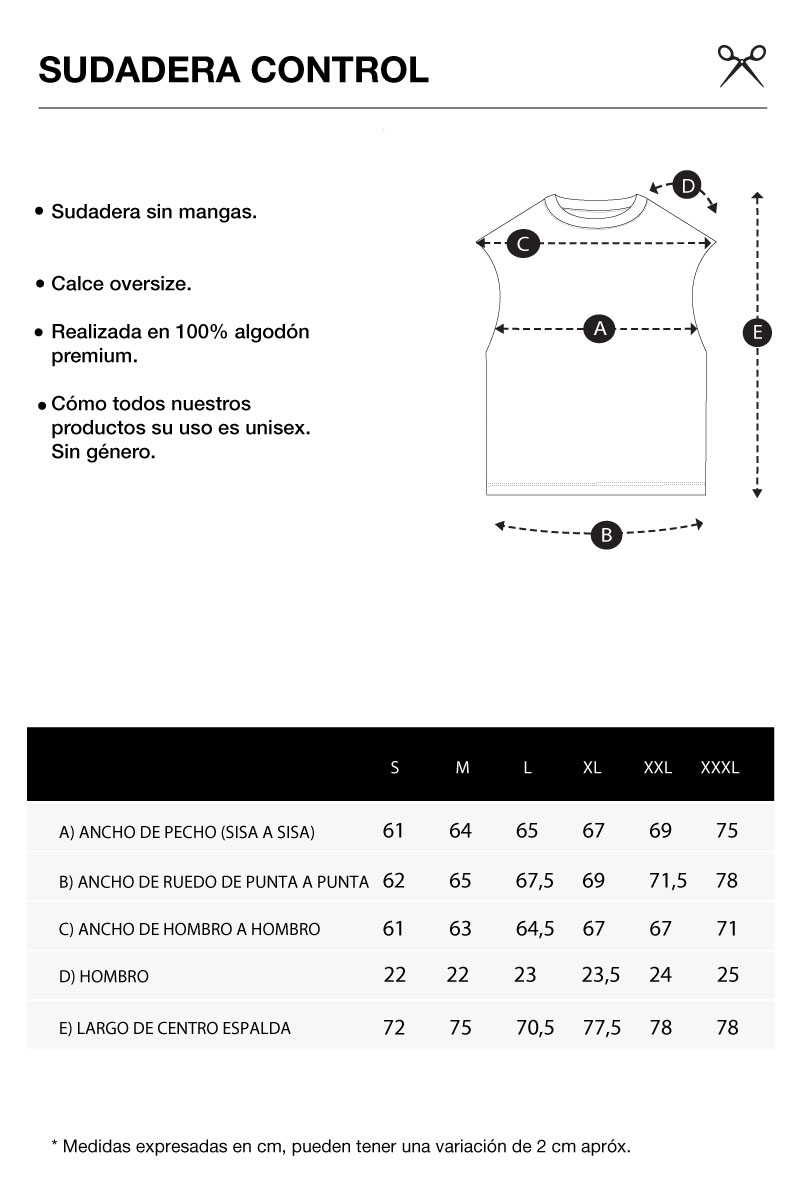 SUDADERA CONTROL
• Sudadera sin mangas.
• Calce oversize.
• Realizada en 100% algodón
premium.
• Cómo todos nuestros
productos su uso es unisex.
Sin género.
D
C
A
E
B
S M L XL XXL XXXL
A) ANCHO DE PECHO (SISA A SISA) 61 64 65 67 69 75
B) ANCHO DE RUEDO DE PUNTA A PUNTA 62 65 67,5 69 71,5 78
C) ANCHO DE HOMBRO A HOMBRO 61 63 64,5 67 67 71
D) HOMBRO 22 22 23 23,5 24 25
E) LARGO DE CENTRO ESPALDA 72 75 70,5 77,5 78 78
* Medidas expresadas en cm, pueden tener una variación de 2 cm apróx.